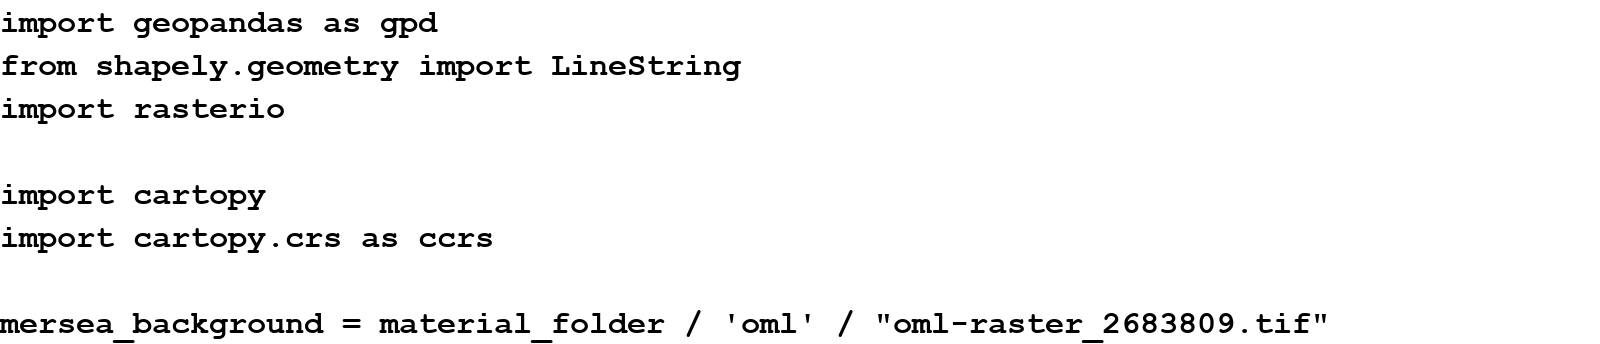 import geopandas as gpd
from shapely.geometry import LineString
import rasterio
import cartopy
import cartopy.crs as ccrs
mersea_background = material_folder / 'oml' / "oml-raster_2683809.tif"